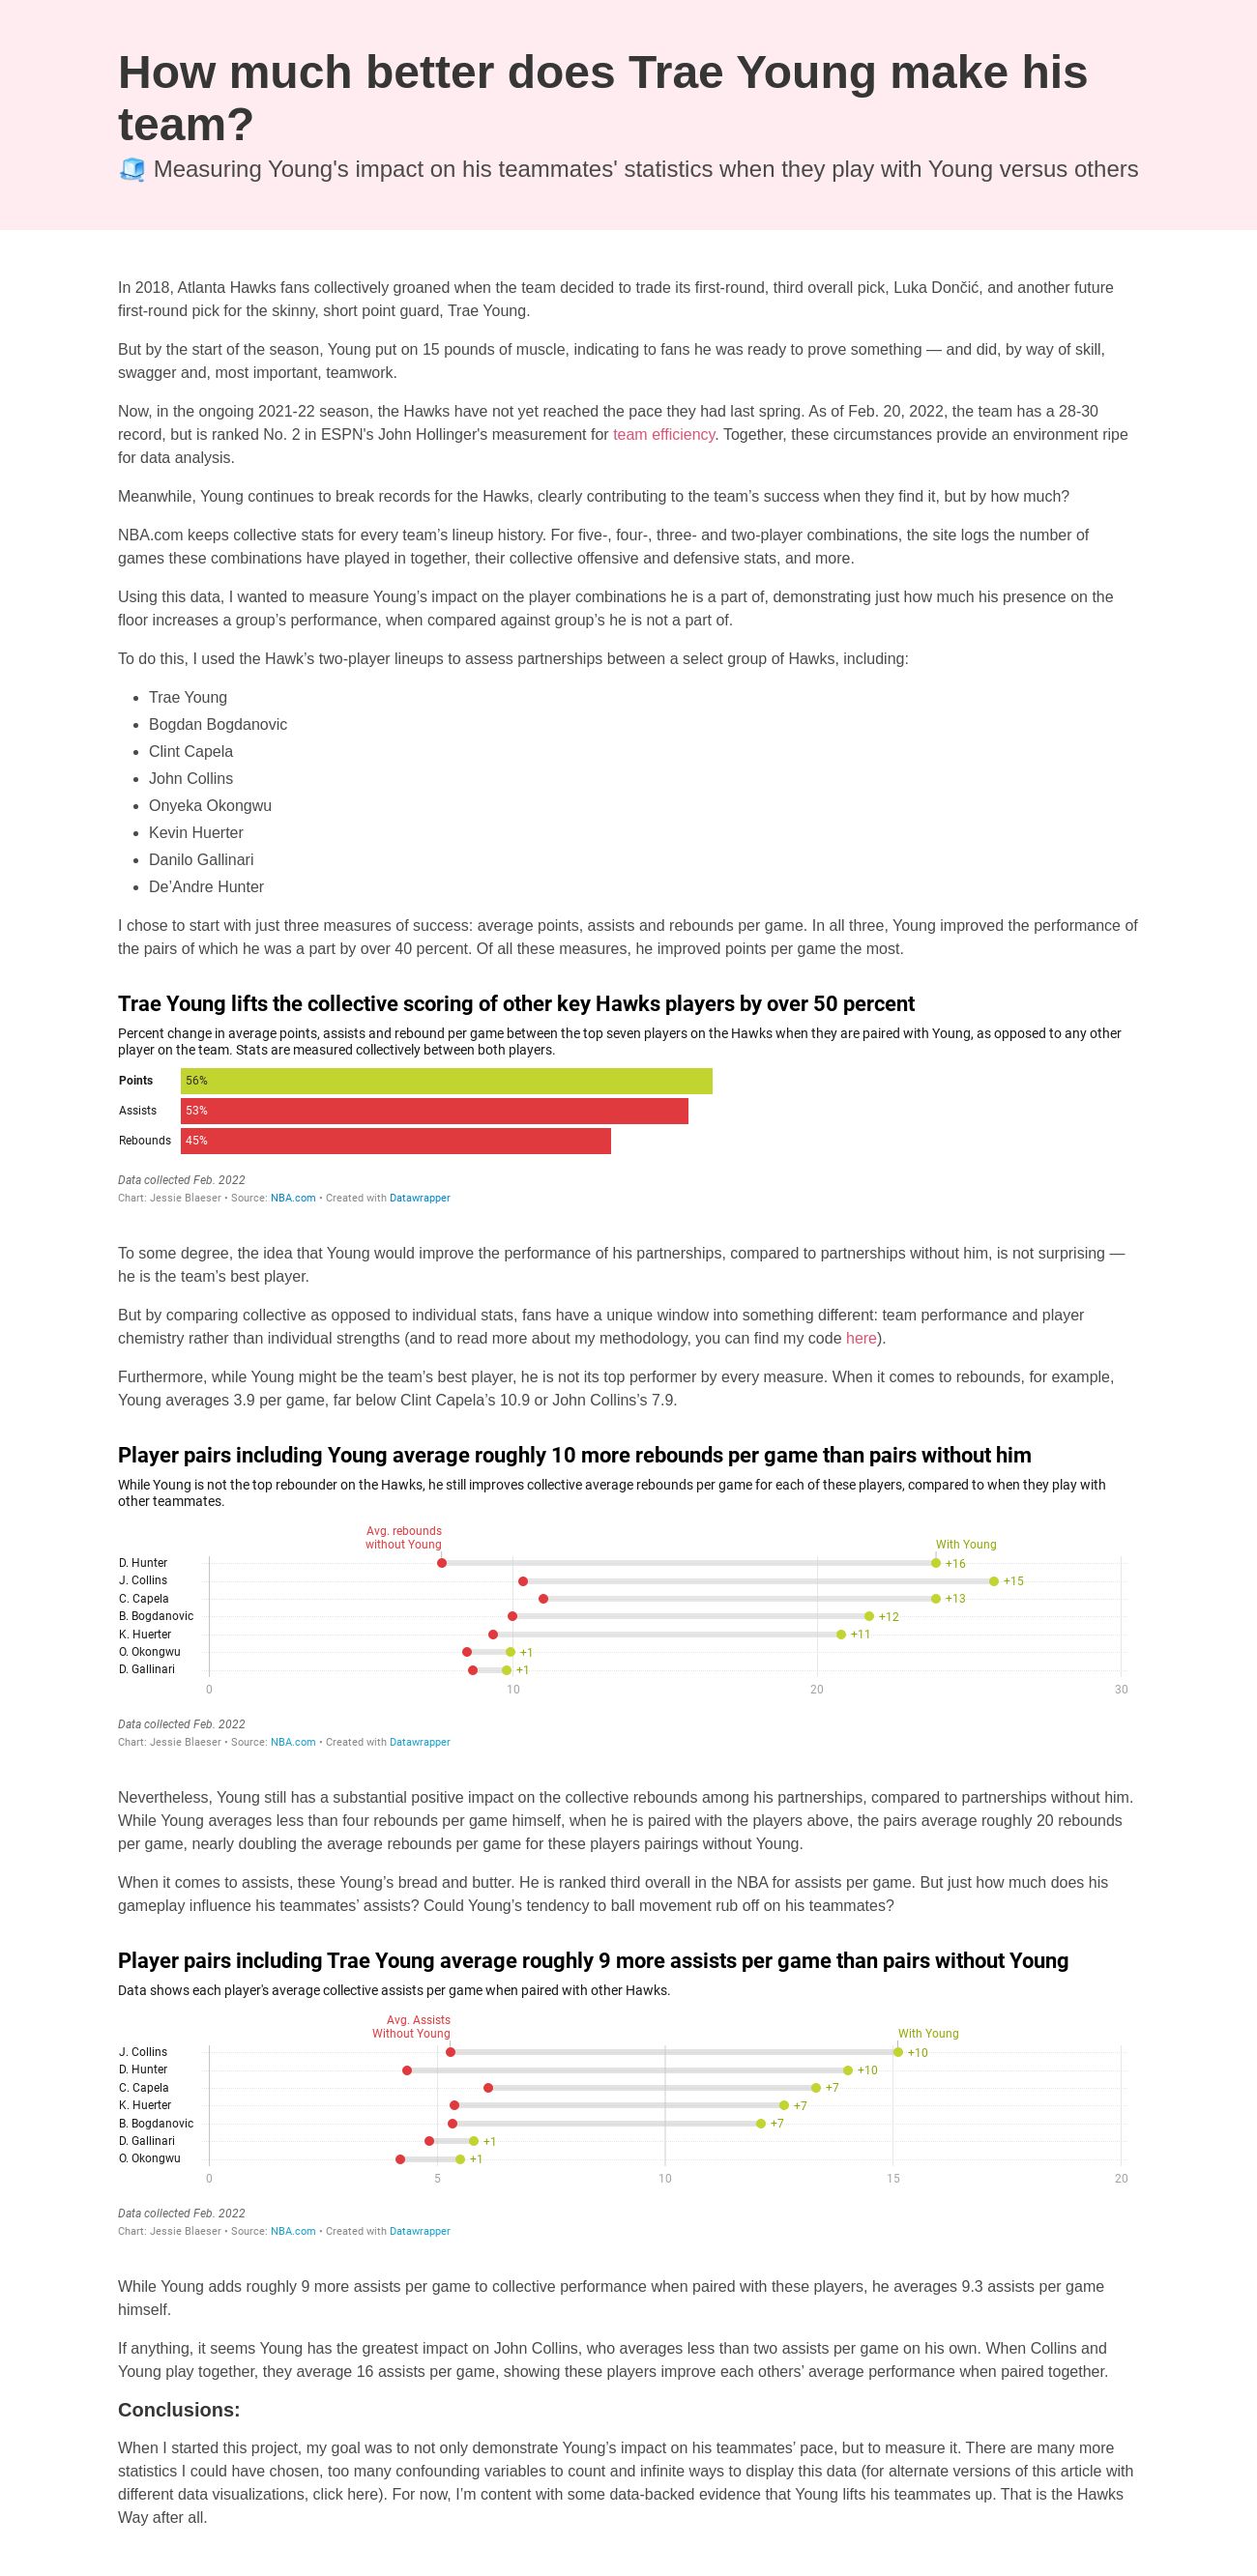 How much better does Trae Young make his
team?
🧊 Measuring Young's impact on his teammates' statistics when they play with Young versus others
In 2018, Atlanta Hawks fans collectively groaned when the team decided to trade its first-round, third overall pick, Luka Dončić, and another future
first-round pick for the skinny, short point guard, Trae Young.
But by the start of the season, Young put on 15 pounds of muscle, indicating to fans he was ready to prove something — and did, by way of skill,
swagger and, most important, teamwork.
Now, in the ongoing 2021-22 season, the Hawks have not yet reached the pace they had last spring. As of Feb. 20, 2022, the team has a 28-30
record, but is ranked No. 2 in ESPN's John Hollinger's measurement for team efficiency. Together, these circumstances provide an environment ripe
for data analysis.
Meanwhile, Young continues to break records for the Hawks, clearly contributing to the team’s success when they find it, but by how much?
NBA.com keeps collective stats for every team’s lineup history. For five-, four-, three- and two-player combinations, the site logs the number of
games these combinations have played in together, their collective offensive and defensive stats, and more.
Using this data, I wanted to measure Young’s impact on the player combinations he is a part of, demonstrating just how much his presence on the
floor increases a group’s performance, when compared against group’s he is not a part of.
To do this, I used the Hawk’s two-player lineups to assess partnerships between a select group of Hawks, including:
• Trae Young
• Bogdan Bogdanovic
• Clint Capela
• John Collins
• Onyeka Okongwu
• Kevin Huerter
• Danilo Gallinari
• De’Andre Hunter
I chose to start with just three measures of success: average points, assists and rebounds per game. In all three, Young improved the performance of
the pairs of which he was a part by over 40 percent. Of all these measures, he improved points per game the most.
Trae Young lifts the collective scoring of other key Hawks players by over 50 percent
Percent change in average points, assists and rebound per game between the top seven players on the Hawks when they are paired with Young, as opposed to any other
player on the team. Stats are measured collectively between both players.
Points 56%
Assists 53%
Rebounds 45%
Data collected Feb. 2022
Chart: Jessie Blaeser • Source: NBA.com • Created with Datawrapper
To some degree, the idea that Young would improve the performance of his partnerships, compared to partnerships without him, is not surprising —
he is the team’s best player.
But by comparing collective as opposed to individual stats, fans have a unique window into something different: team performance and player
chemistry rather than individual strengths (and to read more about my methodology, you can find my code here).
Furthermore, while Young might be the team’s best player, he is not its top performer by every measure. When it comes to rebounds, for example,
Young averages 3.9 per game, far below Clint Capela’s 10.9 or John Collins’s 7.9.
Player pairs including Young average roughly 10 more rebounds per game than pairs without him
While Young is not the top rebounder on the Hawks, he still improves collective average rebounds per game for each of these players, compared to when they play with
other teammates.
Avg. rebounds
without Young With Young
D. Hunter +16
J. Collins +15
C. Capela +13
B. Bogdanovic +12
K. Huerter +11
O. Okongwu +1
D. Gallinari +1
0 10 20 30
Data collected Feb. 2022
Chart: Jessie Blaeser • Source: NBA.com • Created with Datawrapper
Nevertheless, Young still has a substantial positive impact on the collective rebounds among his partnerships, compared to partnerships without him.
While Young averages less than four rebounds per game himself, when he is paired with the players above, the pairs average roughly 20 rebounds
per game, nearly doubling the average rebounds per game for these players pairings without Young.
When it comes to assists, these Young’s bread and butter. He is ranked third overall in the NBA for assists per game. But just how much does his
gameplay influence his teammates’ assists? Could Young’s tendency to ball movement rub off on his teammates?
Player pairs including Trae Young average roughly 9 more assists per game than pairs without Young
Data shows each player's average collective assists per game when paired with other Hawks.
Avg. Assists
Without Young With Young
J. Collins +10
D. Hunter +10
C. Capela +7
K. Huerter +7
B. Bogdanovic +7
D. Gallinari +1
O. Okongwu +1
0 5 10 15 20
Data collected Feb. 2022
Chart: Jessie Blaeser • Source: NBA.com • Created with Datawrapper
While Young adds roughly 9 more assists per game to collective performance when paired with these players, he averages 9.3 assists per game
himself.
If anything, it seems Young has the greatest impact on John Collins, who averages less than two assists per game on his own. When Collins and
Young play together, they average 16 assists per game, showing these players improve each others’ average performance when paired together.
Conclusions:
When I started this project, my goal was to not only demonstrate Young’s impact on his teammates’ pace, but to measure it. There are many more
statistics I could have chosen, too many confounding variables to count and infinite ways to display this data (for alternate versions of this article with
different data visualizations, click here). For now, I’m content with some data-backed evidence that Young lifts his teammates up. That is the Hawks
Way after all.